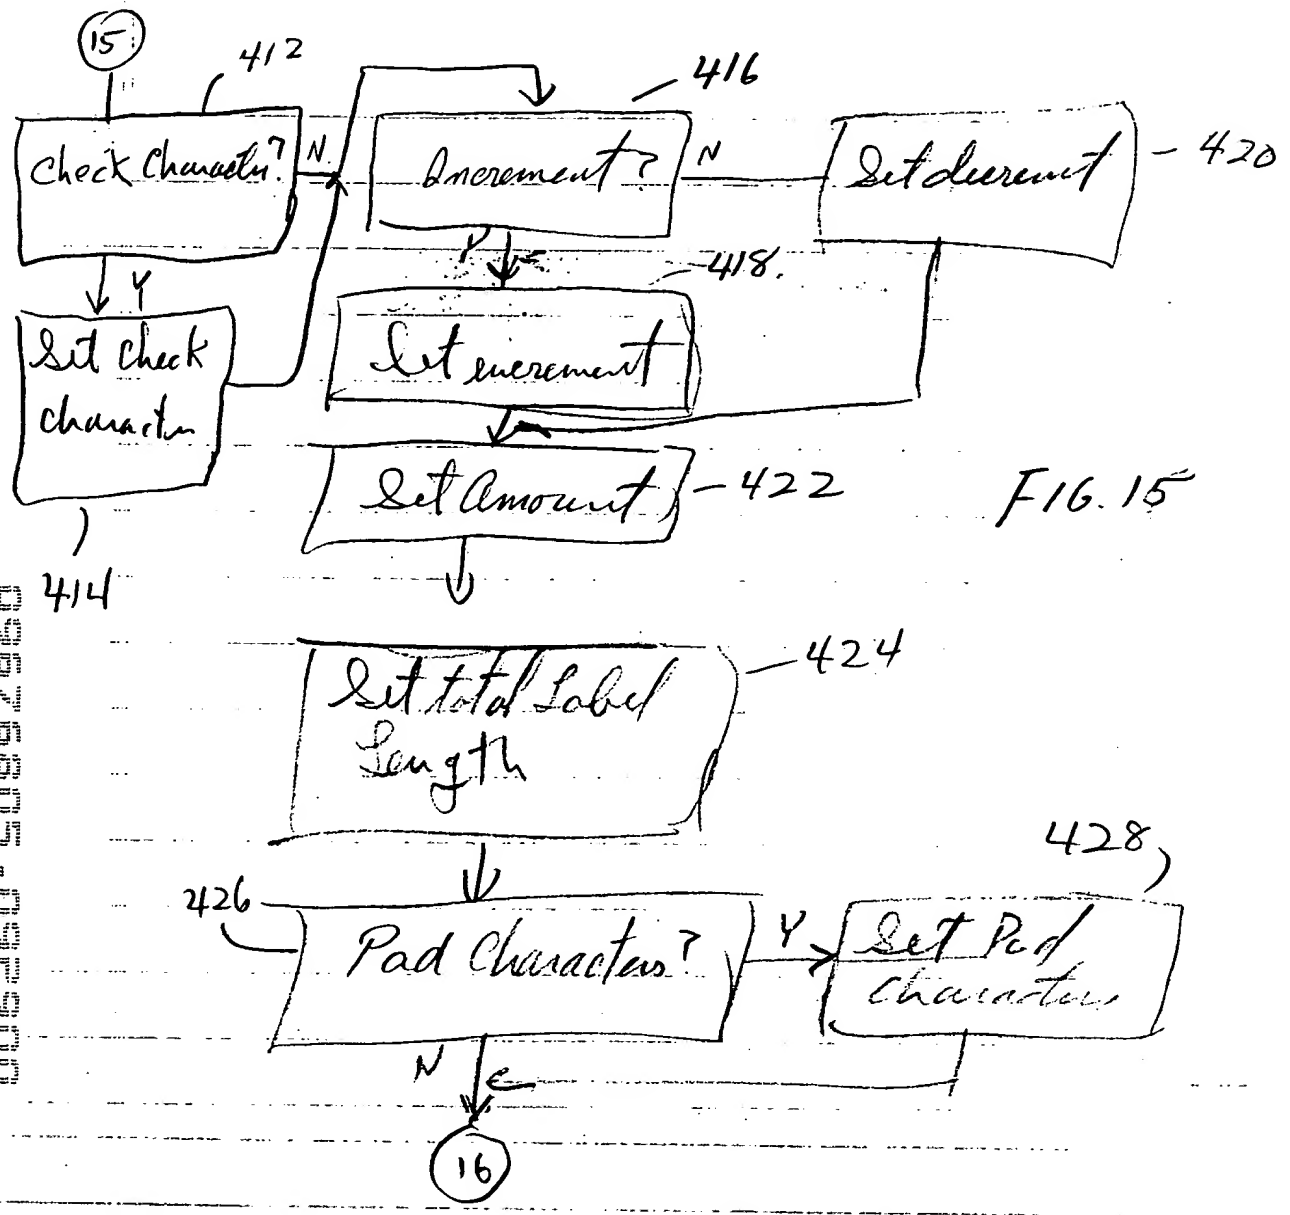 15
412
416
Check Character?
N
Increment?
N
Set decrement
420
Y
Y
418.
Set check
character
Set increment
414
Set Amount
422
FIG. 15
Set total Label
Length
424
428
426
Pad Characters?
Y
Set Pad
Characters
N
16